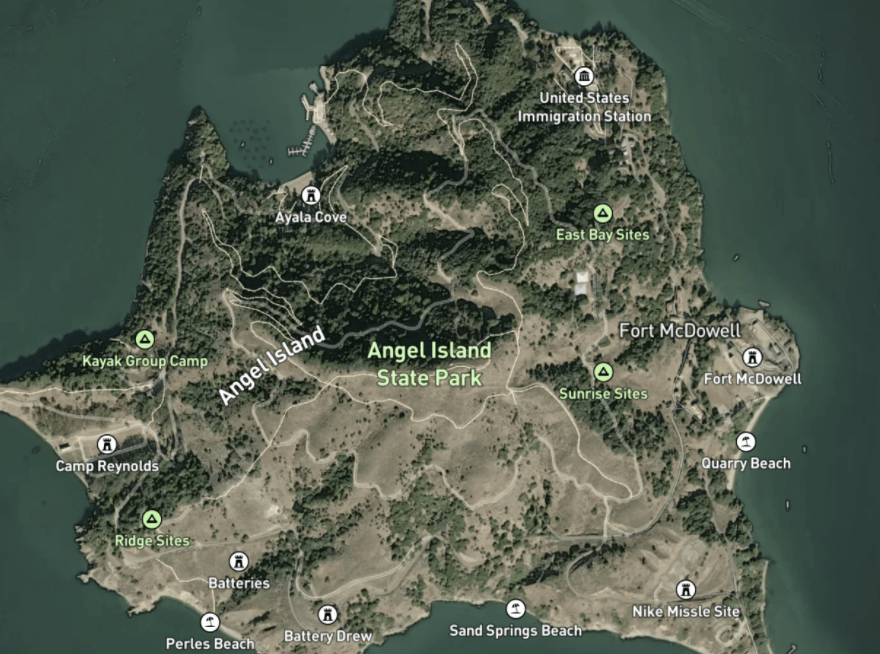 United States
Immigration Station
Ayala Cove
East Bay Sites
Fort McDowell
Kayak Group Camp
Angel Island
Angel Island
State Park
Fort McDowell
Sunrise Sites
Camp Reynolds
Quarry Beach
Ridge Sites
Batteries
Nike Missle Site
Perles Beach
Battery Drew
Sand Springs Beach